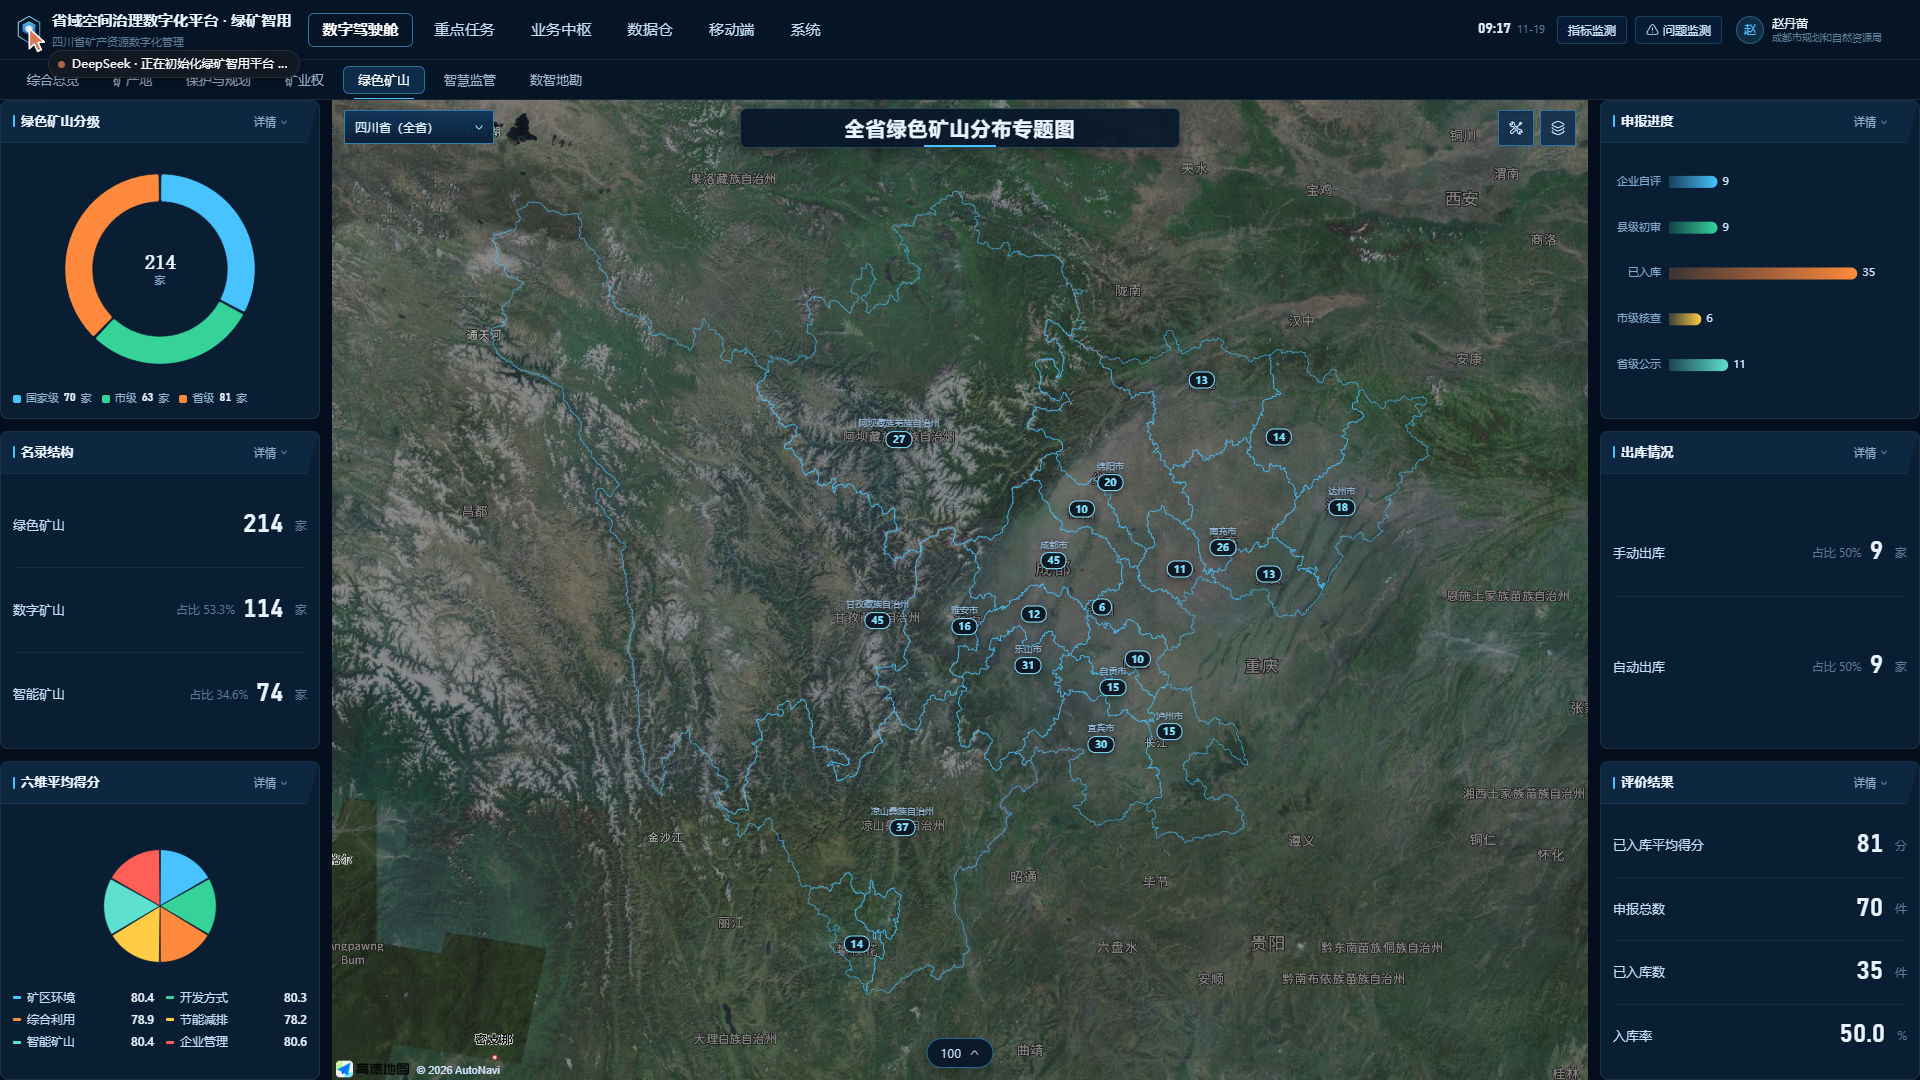 省域空间治理数字化平台 · 绿矿智用
四川省矿产资源数字化管理
DeepSeek · 正在初始化绿矿智用平台 ...
数字驾驶舱
重点任务
业务中枢
数据仓
移动端
系统
09:17 11-19
指标监测
问题监测
赵
赵丹苗
成都市规划和自然资源局
综合总览
矿产地
保护与规划
矿业权
绿色矿山
智慧监管
数智地勘
绿色矿山分级
详情
214
家
国家级 70 家
市级 63 家
省级 81 家
名录结构
详情
绿色矿山 214 家
数字矿山 占比 53.3% 114 家
智能矿山 占比 34.6% 74 家
六维平均得分
详情
矿区环境 80.4
开发方式 80.3
综合利用 78.9
节能减排 78.2
智能矿山 80.4
企业管理 80.6
四川省（全省）
全省绿色矿山分布专题图
果洛藏族自治州
天水
铜川
渭南
宝鸡
西安
商洛
陇南
汉中
安康
通天河
昌都
13
14
阿坝藏族羌族自治州
27
绵阳市
20
10
达州市
18
南充市
26
成都市
45
11
13
恩施土家族苗族自治州
甘孜藏族自治州
45
雅安市
16
12
6
乐山市
31
10
自贡市
15
重庆
宜宾市
30
泸州市
15
长江
凉山彝族自治州
37
金沙江
湘西土家族苗族自治州
遵义
铜仁
怀化
昭通
毕节
丽江
14
六盘水
贵阳
黔东南苗族侗族自治州
安顺
黔南布依族苗族自治州
ngpawng
Bum
密支那
大理白族自治州
曲靖
桂林
100
高德地图 © 2026 AutoNavi
申报进度
详情
企业自评 9
县级初审 9
已入库 35
市级核查 6
省级公示 11
出库情况
详情
手动出库 占比 50% 9 家
自动出库 占比 50% 9 家
评价结果
详情
已入库平均得分 81 分
申报总数 70 件
已入库数 35 件
入库率 50.0 %